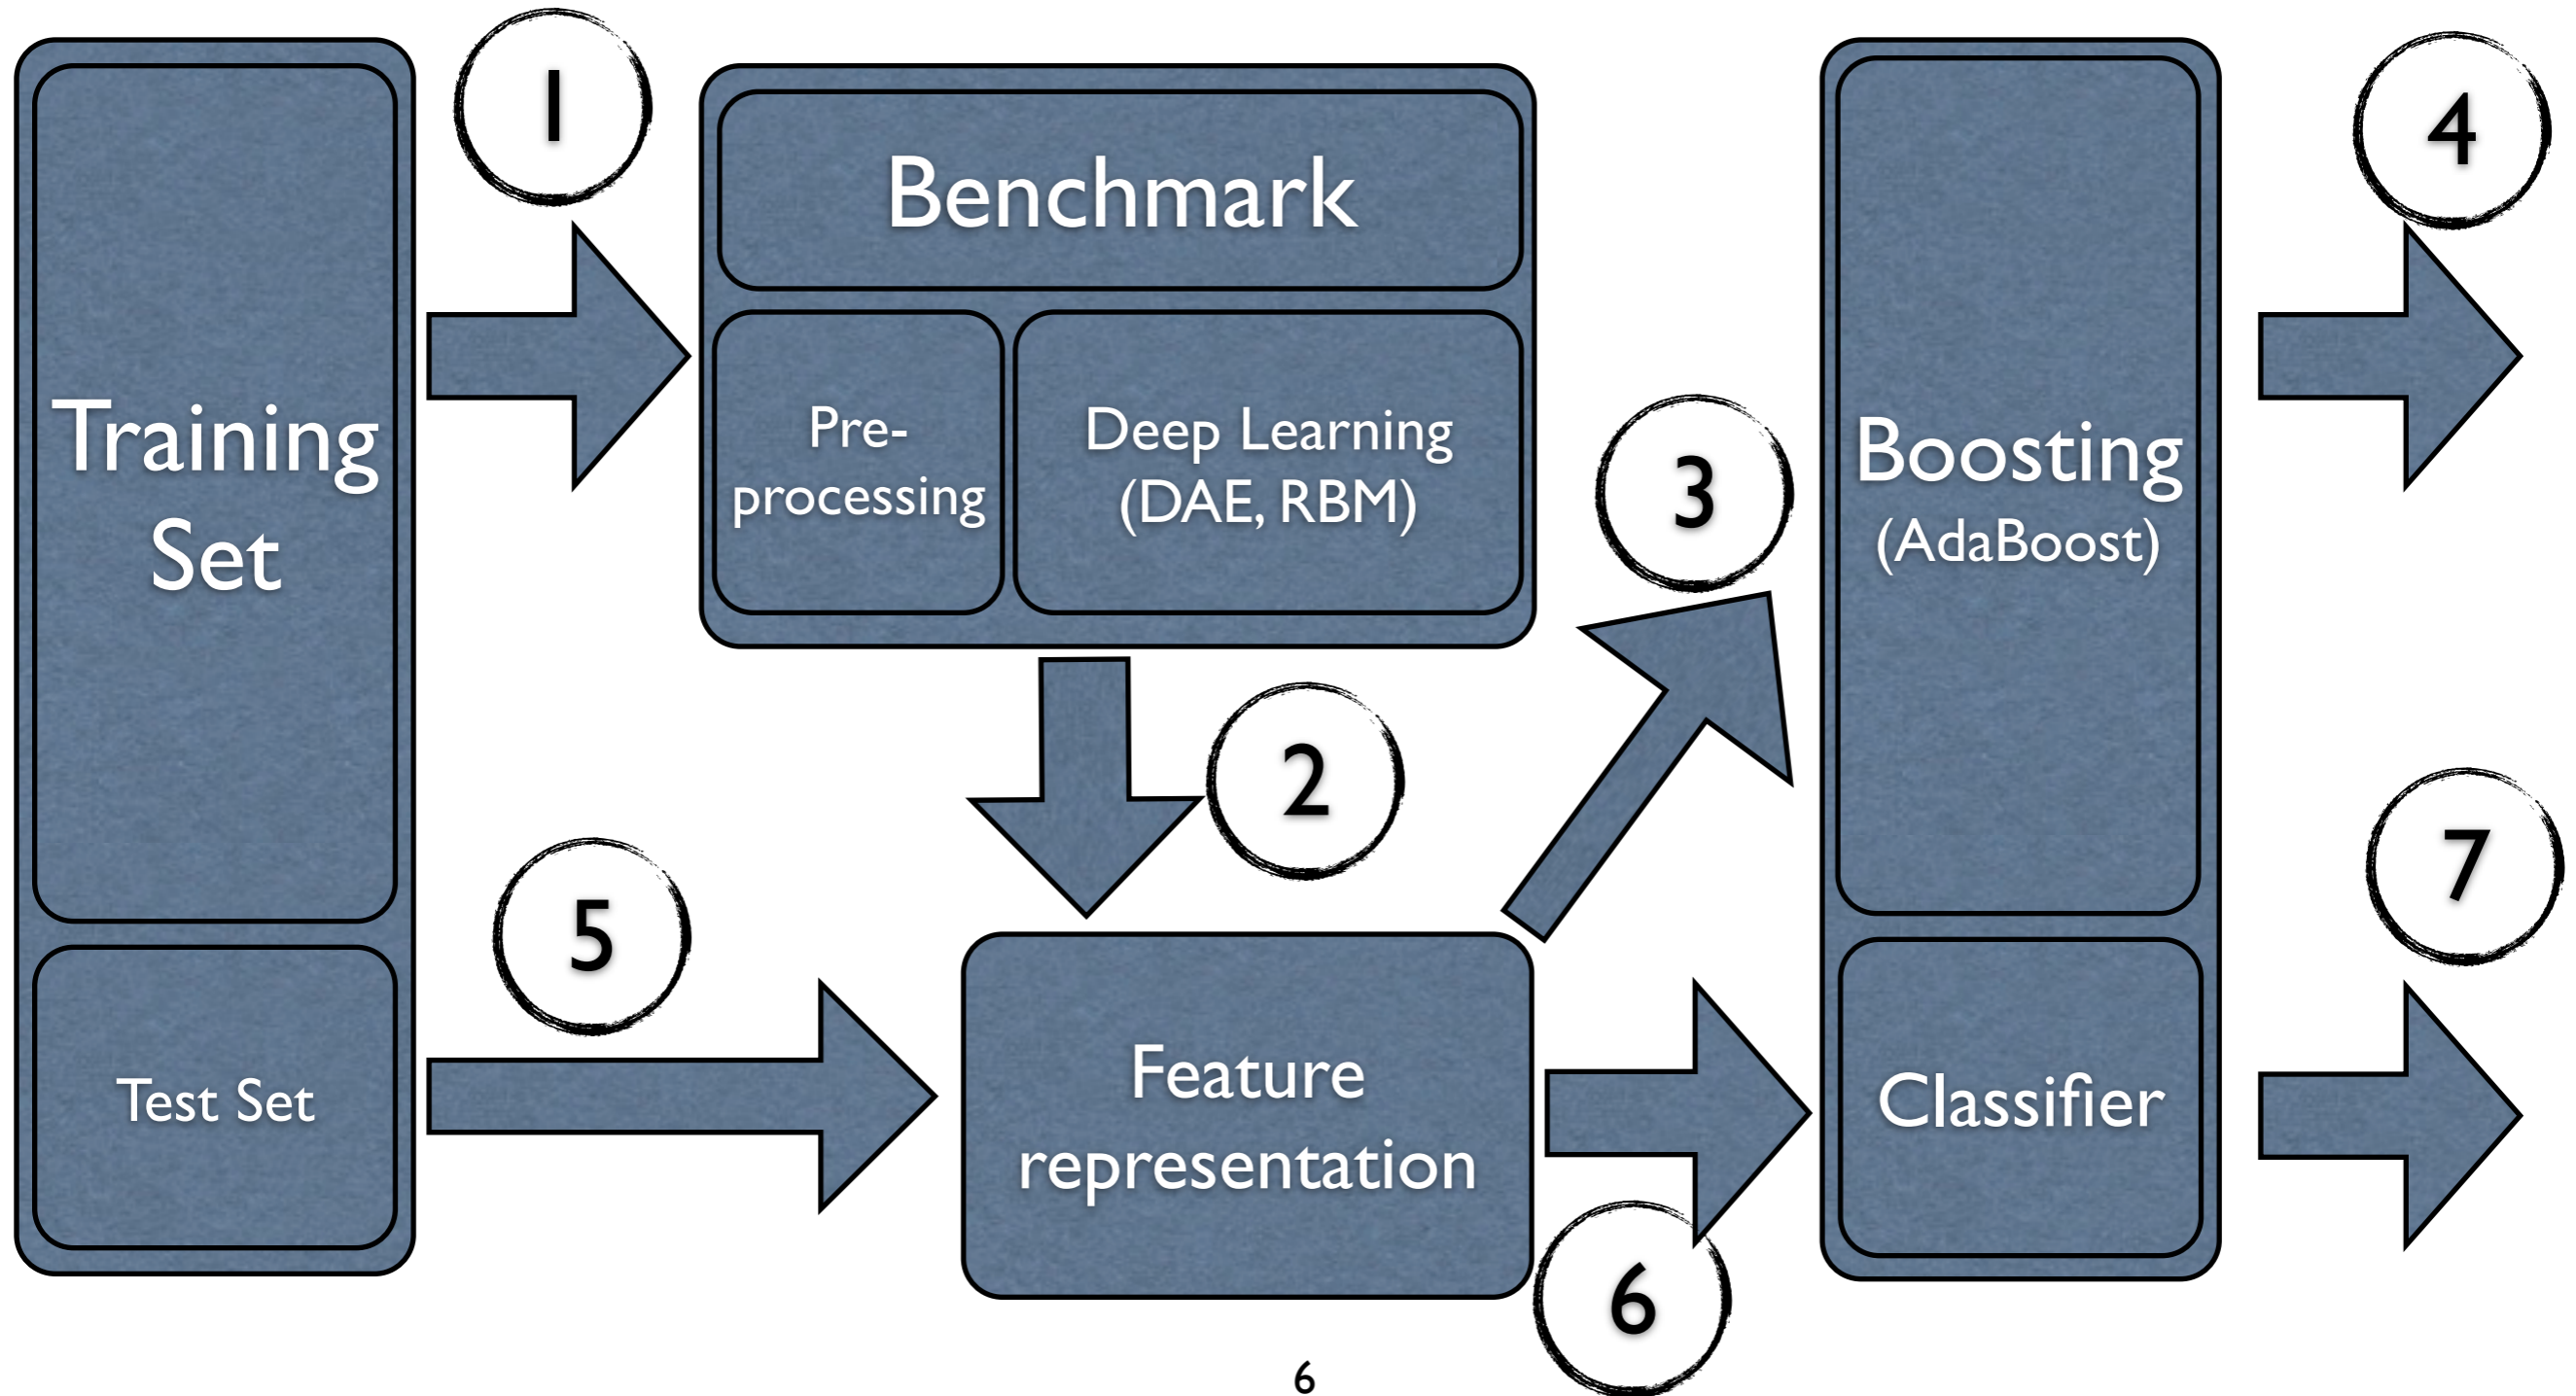 Training
Set
Test Set
1
Benchmark
Pre-
processing
Deep Learning
(DAE, RBM)
2
5
Feature
representation
3
6
Boosting
(AdaBoost)
Classifier
4
7
6